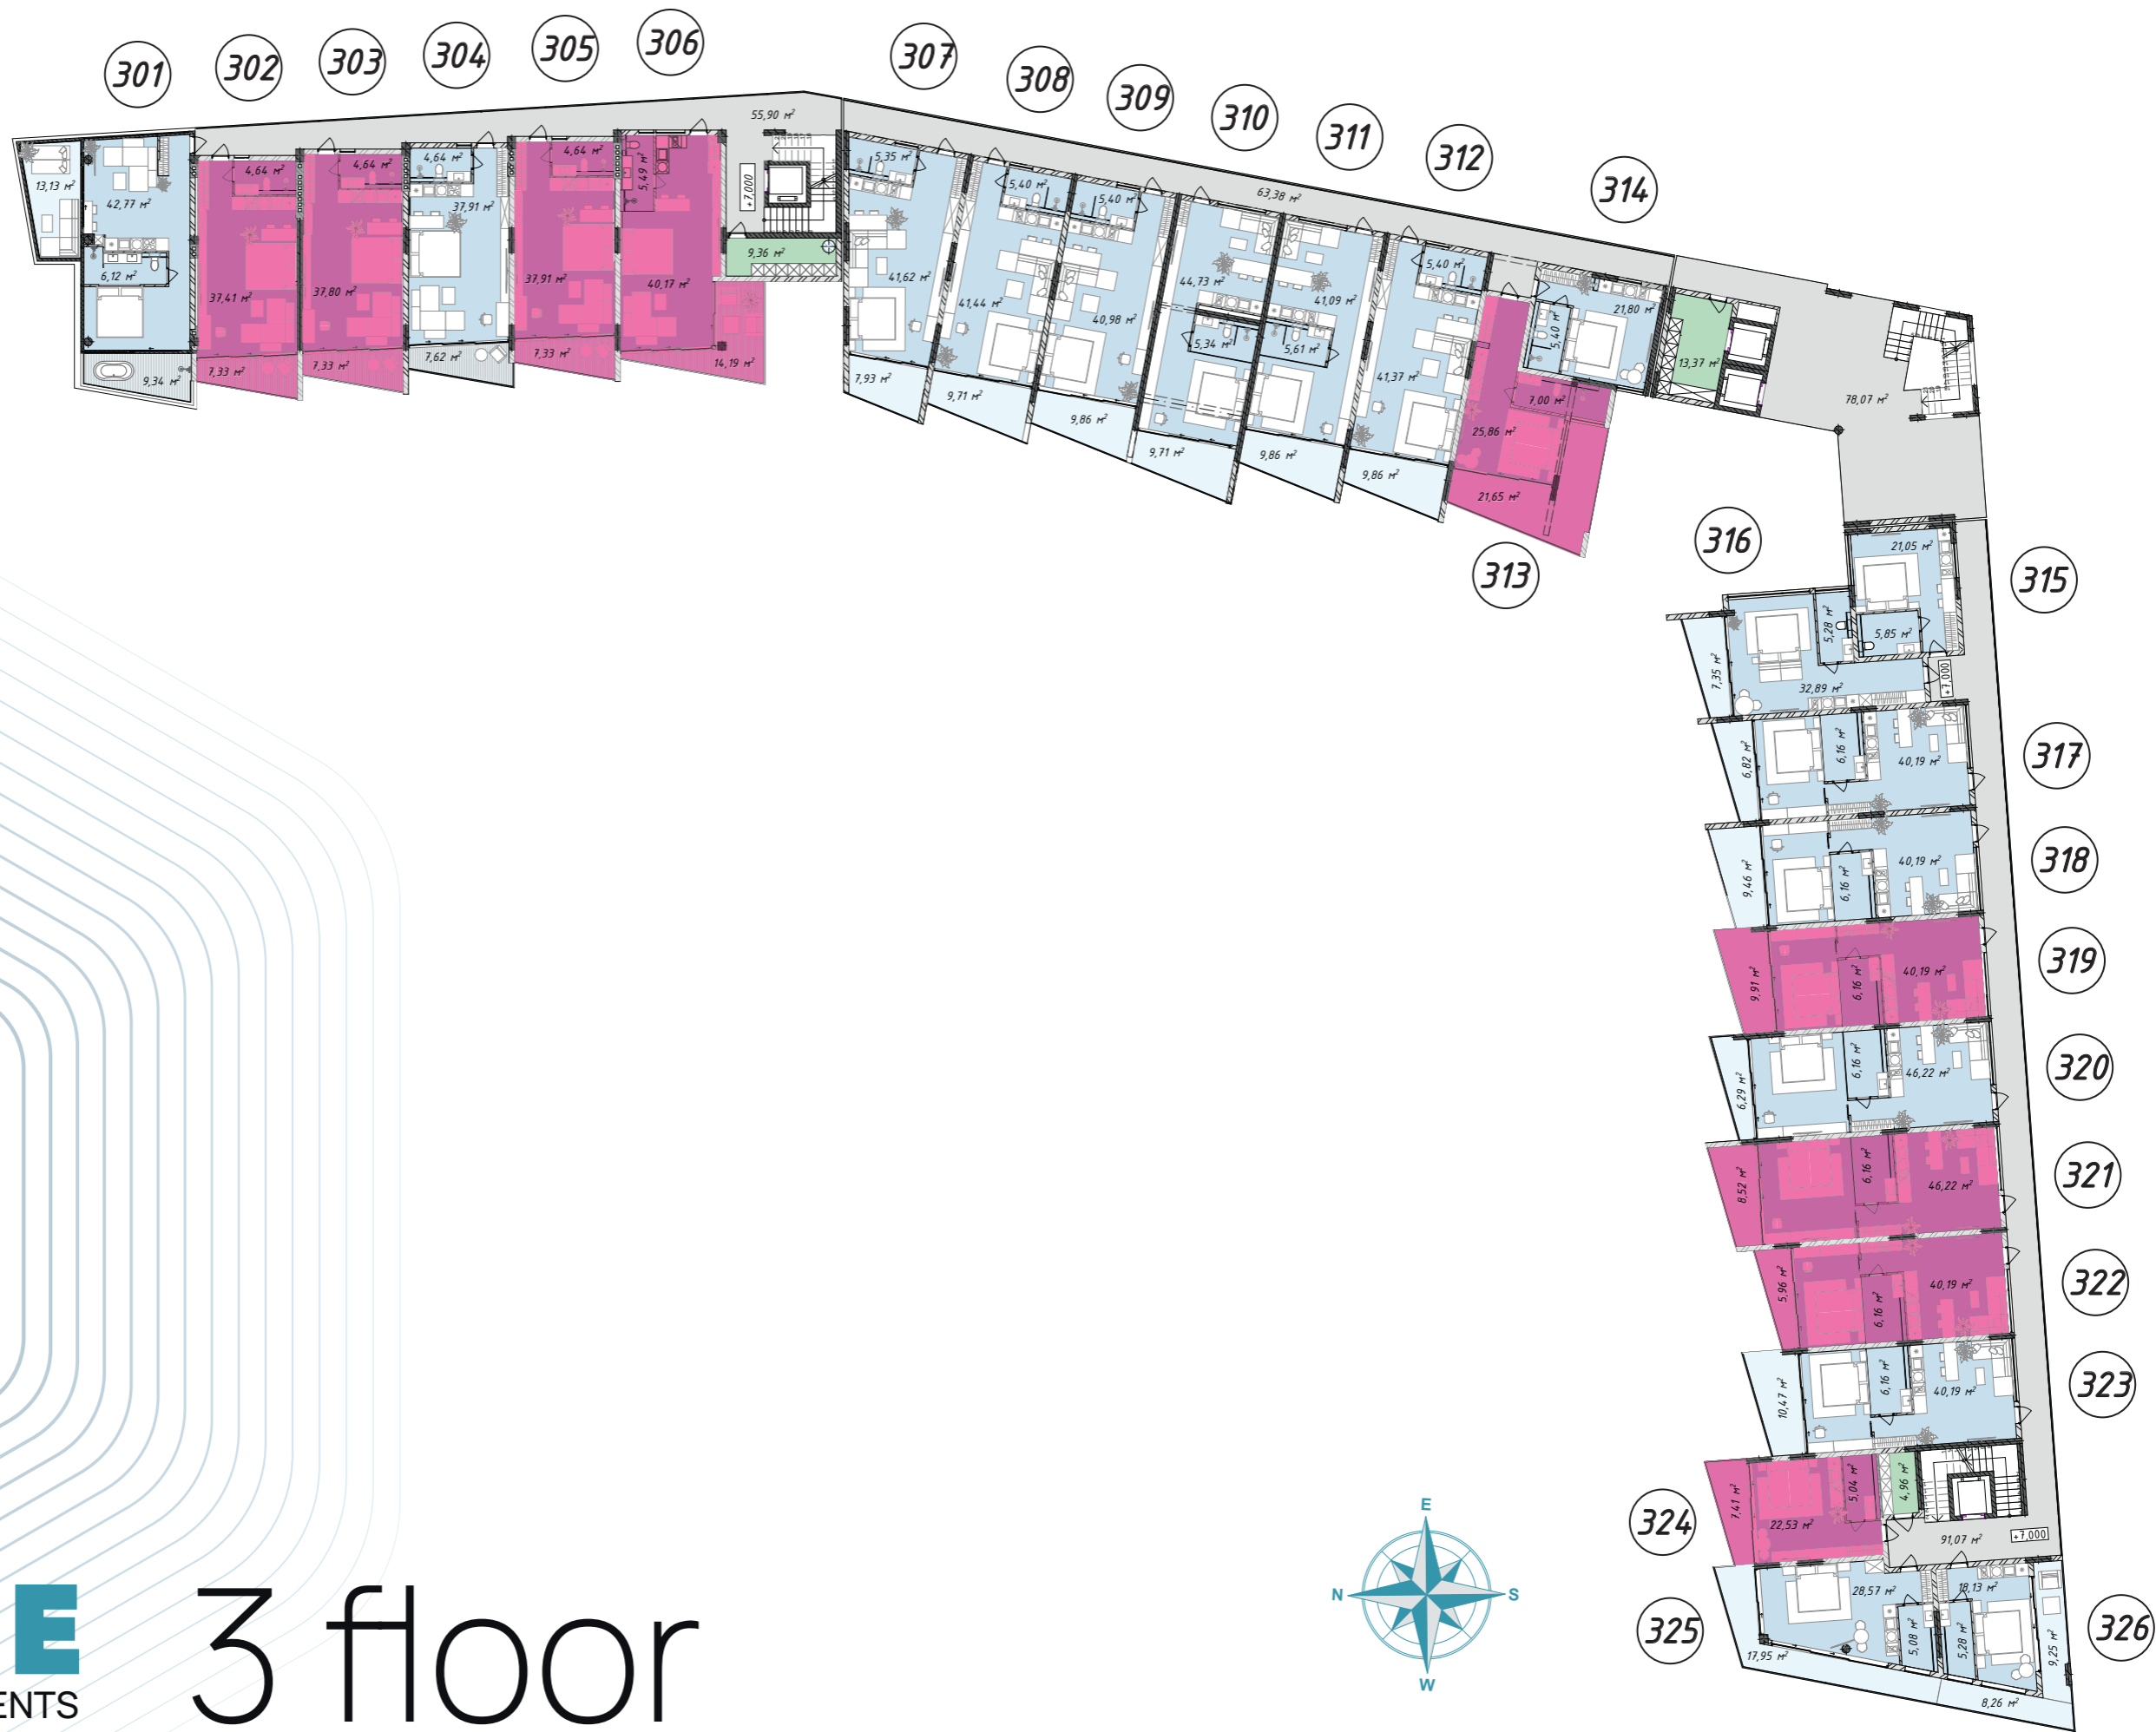 301
302
303
304
305
306
307
308
309
310
311
312
314
13,13 м²
42,77 м²
6,12 м²
9,34 м²
4,64 м²
37,41 м²
7,33 м²
4,64 м²
37,80 м²
7,33 м²
4,64 м²
37,91 м²
7,62 м²
4,64 м²
37,91 м²
7,33 м²
5,49 м²
40,17 м²
14,19 м²
55,90 м²
+7,000
9,36 м²
5,35 м²
41,62 м²
7,93 м²
5,40 м²
41,44 м²
9,71 м²
5,40 м²
40,98 м²
9,86 м²
63,38 м²
44,73 м²
5,34 м²
9,71 м²
41,09 м²
5,61 м²
9,86 м²
5,40 м²
41,37 м²
9,86 м²
7,00 м²
25,86 м²
21,65 м²
313
21,80 м²
5,40 м²
13,37 м²
78,07 м²
316
315
21,05 м²
5,85 м²
5,28 м²
7,35 м²
32,89 м²
+7,000
317
6,82 м²
6,16 м²
40,19 м²
318
9,46 м²
6,16 м²
40,19 м²
319
9,91 м²
6,16 м²
40,19 м²
320
6,29 м²
6,16 м²
46,22 м²
321
8,52 м²
6,16 м²
46,22 м²
322
5,96 м²
6,16 м²
40,19 м²
323
10,47 м²
6,16 м²
40,19 м²
324
7,41 м²
22,53 м²
5,04 м²
4,96 м²
91,07 м²
+7,000
325
28,57 м²
5,08 м²
17,95 м²
326
18,13 м²
5,28 м²
9,25 м²
8,26 м²
E
N
S
W
E
ENTS
3 floor